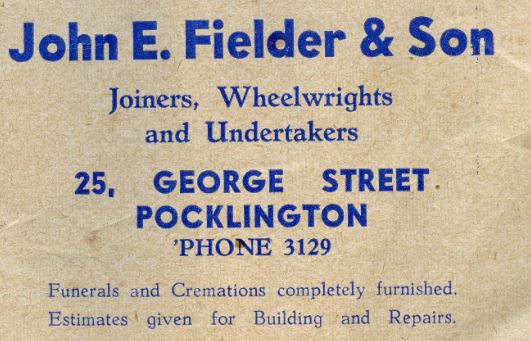 John E. Fielder & Son
Joiners, Wheelwrights
and Undertakers
25, GEORGE STREET
POCKLINGTON
'PHONE 3129
Funerals and Cremations completely furnished.
Estimates given for Building and Repairs.